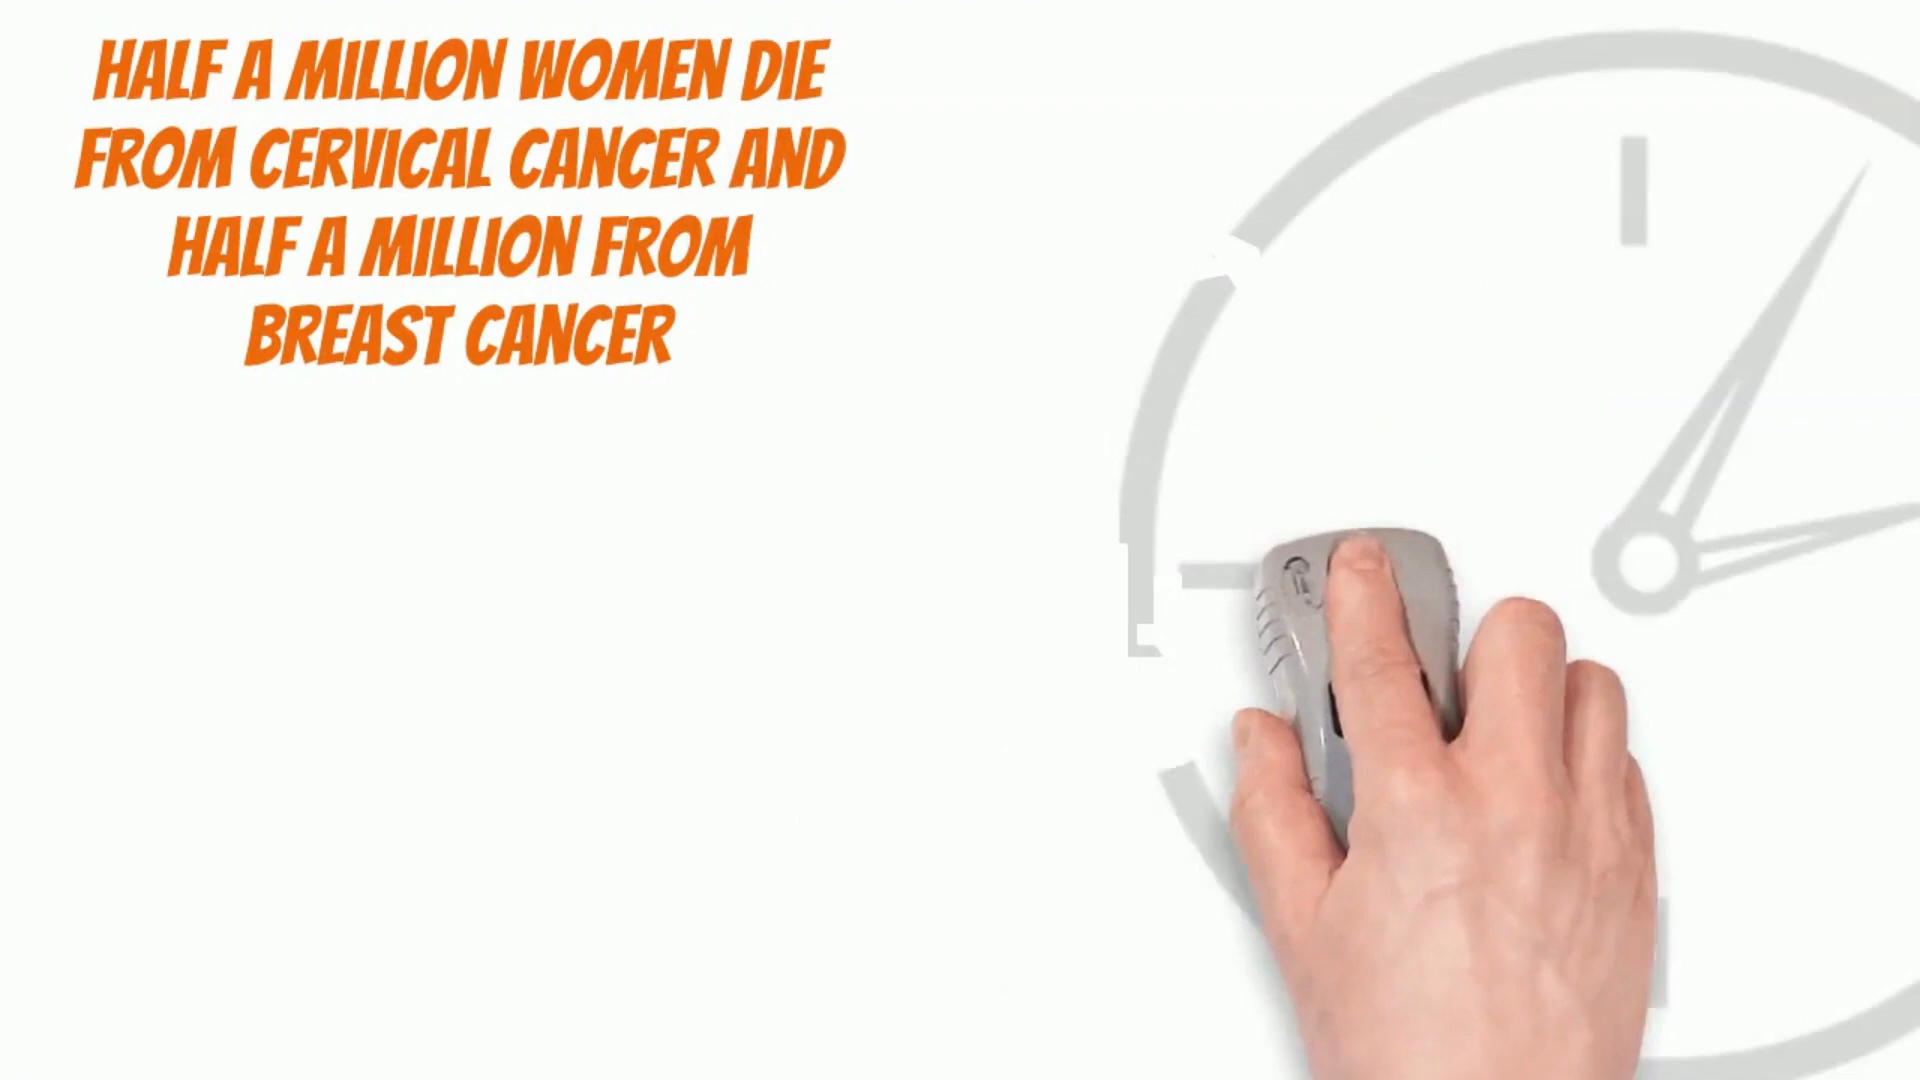 HALF A MILLION WOMEN DIE
FROM CERVICAL CANCER AND
HALF A MILLION FROM
BREAST CANCER